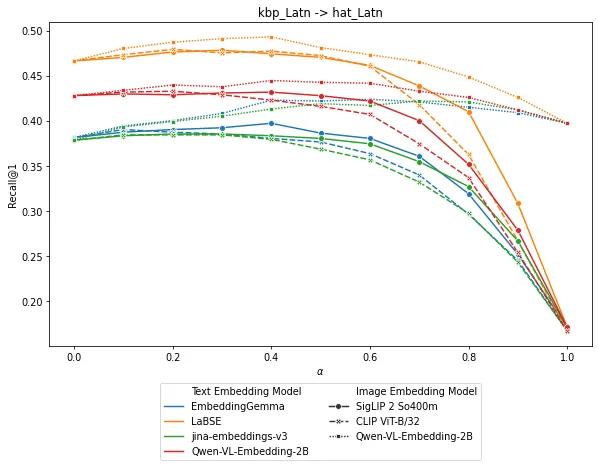 kbp_Latn -> hat_Latn
Recall@1
0.50
0.45
0.40
0.35
0.30
0.25
0.20
0.0 0.2 0.4 0.6 0.8 1.0
α
Text Embedding Model
EmbeddingGemma
LaBSE
jina-embeddings-v3
Qwen-VL-Embedding-2B
Image Embedding Model
SigLIP 2 So400m
CLIP ViT-B/32
Qwen-VL-Embedding-2B